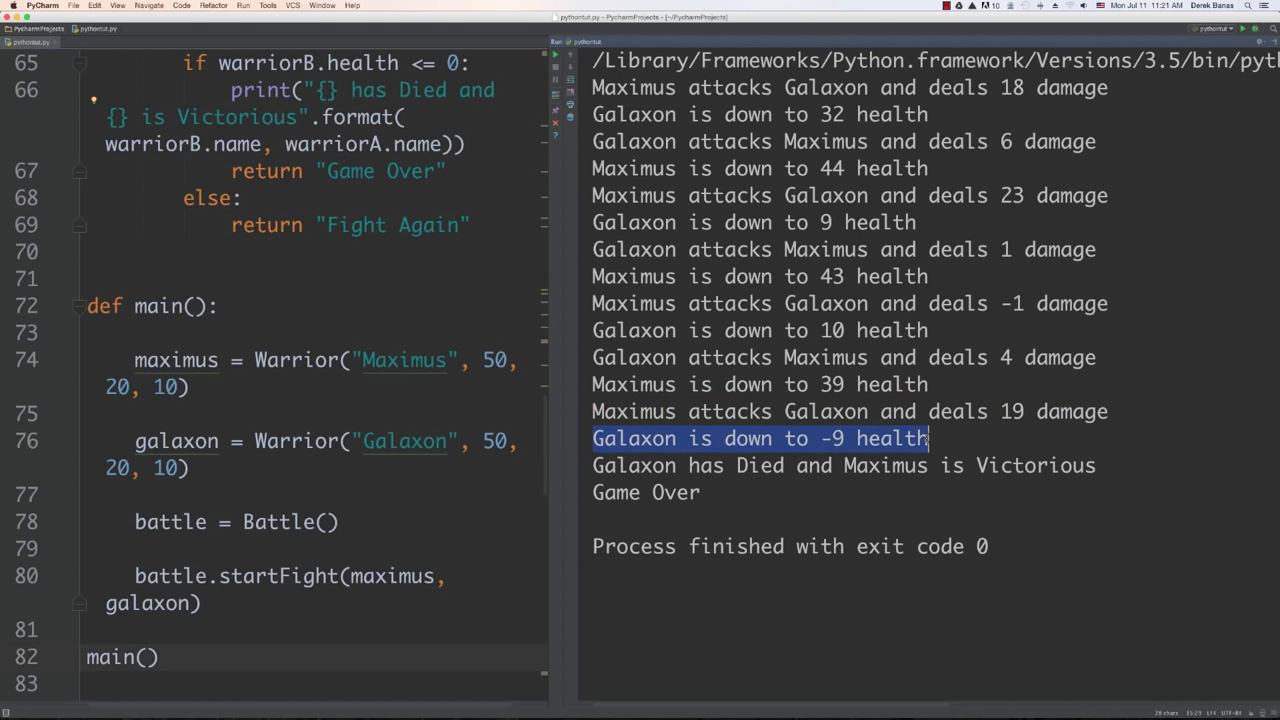 PyCharm File Edit View Navigate Code Refactor Run Tools VCS Window Help 10 Mon Jul 11 11:21 AM Derek Banas
pythontut.py - PycharmProjects - [~/PycharmProjects]
PycharmProjects pythontut.py pythontut
pythontut.py
Run pythontut
65 if warriorB.health <= 0:
66 print("{} has Died and
{} is Victorious".format(
warriorB.name, warriorA.name))
67 return "Game Over"
68 else:
69 return "Fight Again"
70
71
72 def main():
73
74 maximus = Warrior("Maximus", 50,
20, 10)
75
76 galaxon = Warrior("Galaxon", 50,
20, 10)
77
78 battle = Battle()
79
80 battle.startFight(maximus,
galaxon)
81
82 main()
83
/Library/Frameworks/Python.framework/Versions/3.5/bin/pyth
Maximus attacks Galaxon and deals 18 damage
Galaxon is down to 32 health
Galaxon attacks Maximus and deals 6 damage
Maximus is down to 44 health
Maximus attacks Galaxon and deals 23 damage
Galaxon is down to 9 health
Galaxon attacks Maximus and deals 1 damage
Maximus is down to 43 health
Maximus attacks Galaxon and deals -1 damage
Galaxon is down to 10 health
Galaxon attacks Maximus and deals 4 damage
Maximus is down to 39 health
Maximus attacks Galaxon and deals 19 damage
Galaxon is down to -9 health
Galaxon has Died and Maximus is Victorious
Game Over
Process finished with exit code 0
28 chars 15:29 LF÷ UTF-8÷